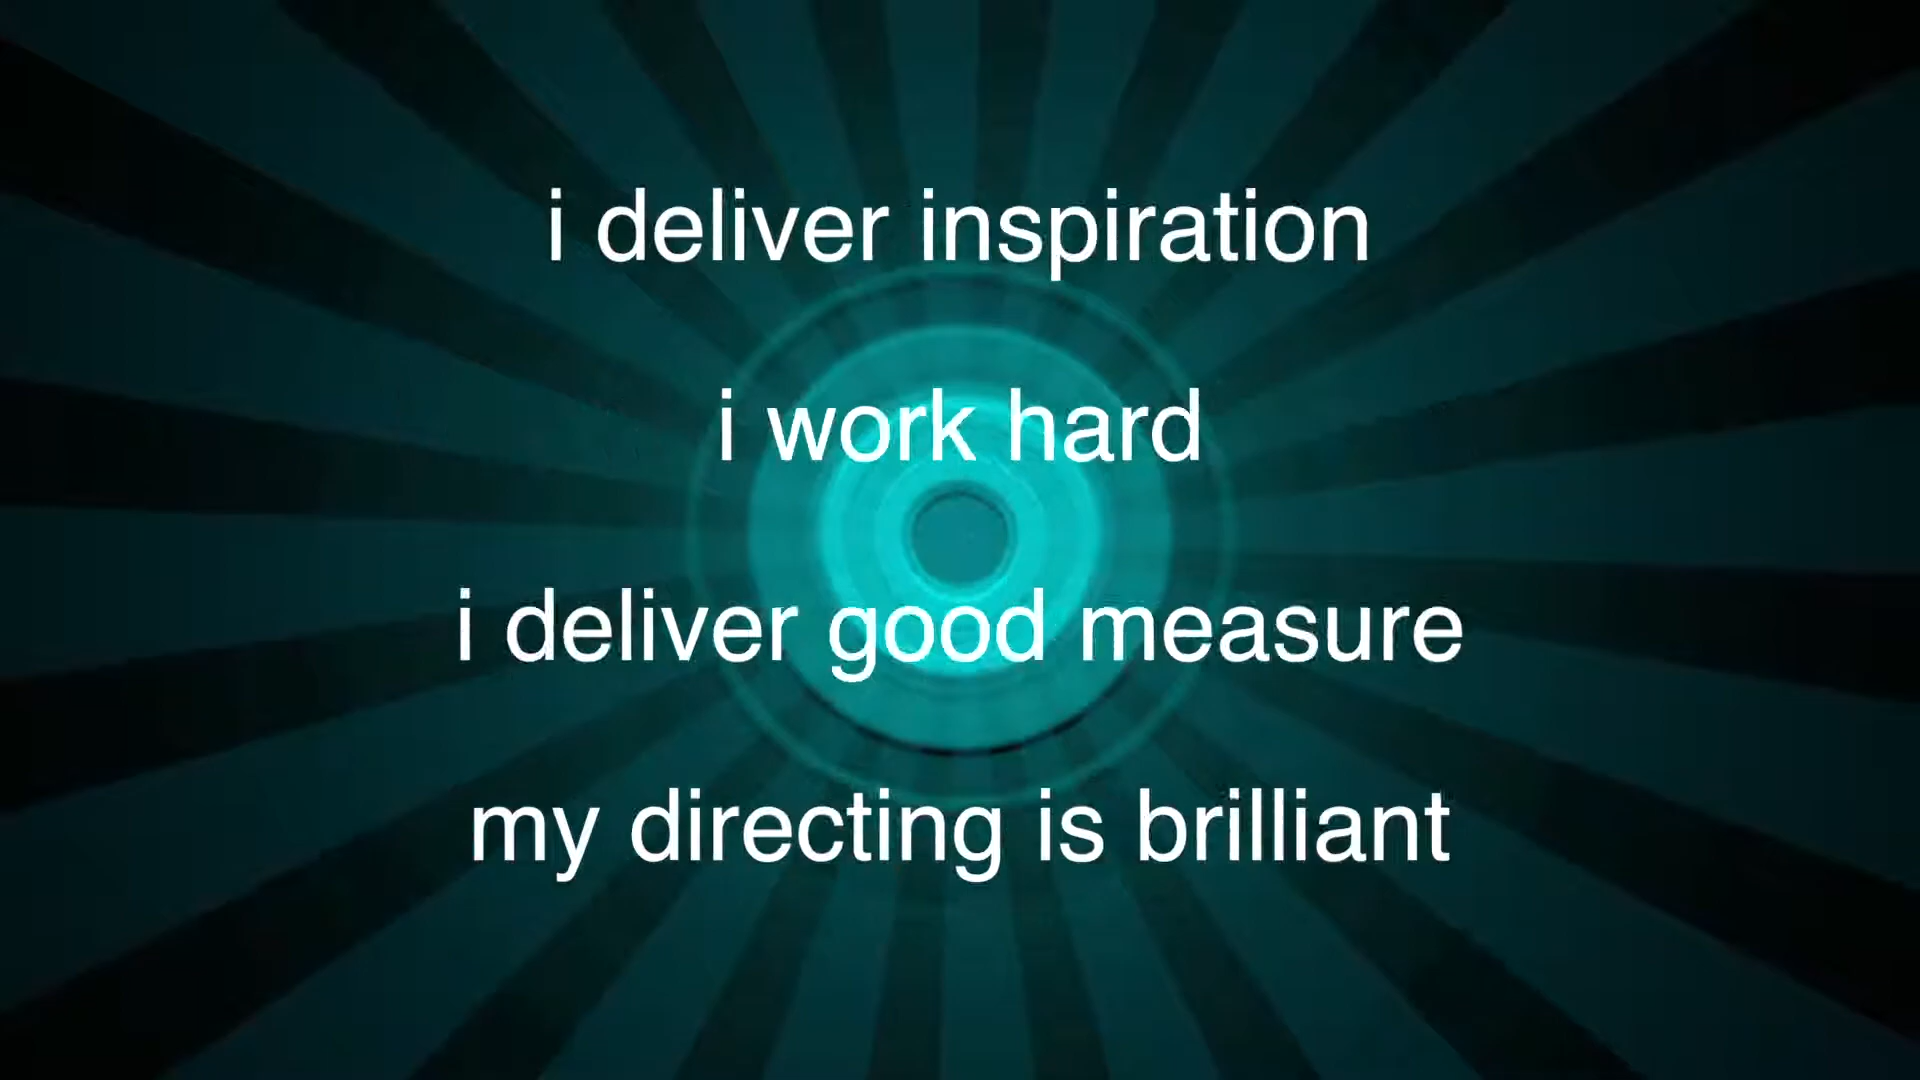 i deliver inspiration
i work hard
i deliver good measure
my directing is brilliant